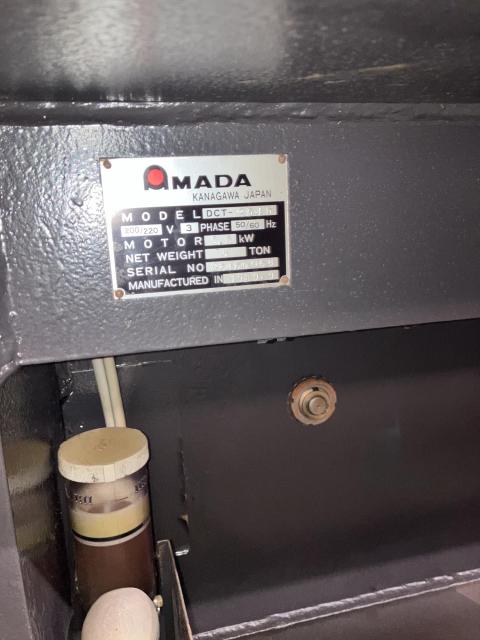 AMADA
KANAGAWA JAPAN
MODEL DCT-
200/220 V 3 PHASE 50/60 Hz
MOTOR kW
NET WEIGHT TON
SERIAL NO
MANUFACTURED IN